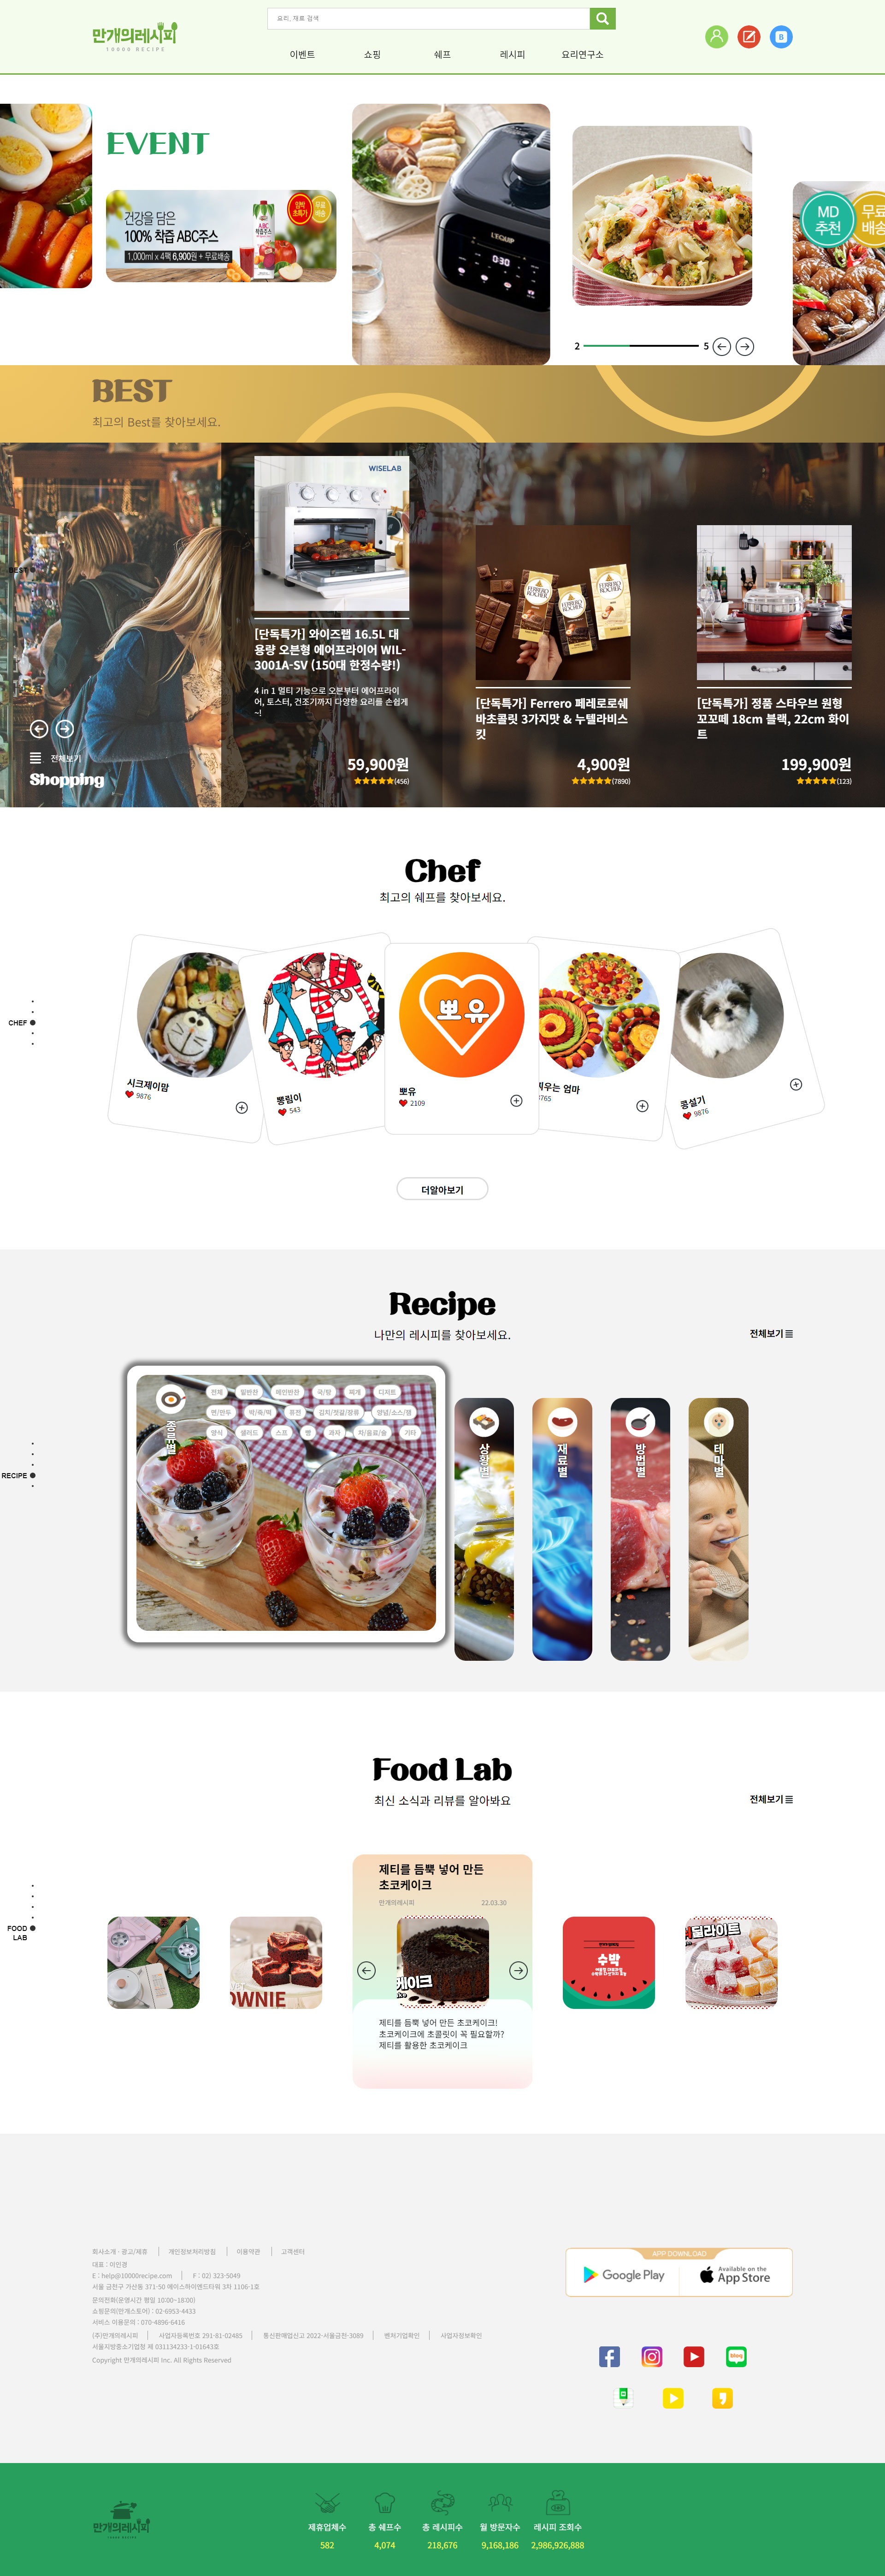 만개의레시피
10000 RECIPE
요리, 재료 검색
이벤트
쇼핑
쉐프
레시피
요리연구소
B
EVENT
건강을 담은
100% 착즙 ABC주스
1,000ml x 4팩 6,900원 + 무료배송
임박
초특가
무료
배송
ABC
착즙주스
L'EQUIP
0:30
MD
추천
무료
배송
2
5
BEST
최고의 Best를 찾아보세요.
BEST
전체보기
Shopping
WISELAB
[단독특가] 와이즈랩 16.5L 대
용량 오븐형 에어프라이어 WIL-
3001A-SV (150대 한정수량!)
4 in 1 멀티 기능으로 오븐부터 에어프라이
어, 토스터, 건조기까지 다양한 요리를 손쉽게
~!
59,900원
(456)
FERRERO
ROCHER
FERRERO
ROCHER
FERRERO
ROCHER
[단독특가] Ferrero 페레로로쉐
바초콜릿 3가지맛 & 누텔라비스
킷
4,900원
(7890)
[단독특가] 정품 스타우브 원형
꼬꼬떼 18cm 블랙, 22cm 화이
트
199,900원
(123)
Chef
최고의 쉐프를 찾아보세요.
CHEF
시크제이맘
9876
뽕림이
543
뽀유
뽀유
2109
피우는 엄마
3765
콩설기
9876
더알아보기
Recipe
나만의 레시피를 찾아보세요.
전체보기
RECIPE
종류별
전체
밑반찬
메인반찬
국/탕
찌개
디저트
면/만두
밥/죽/떡
퓨전
김치/젓갈/장류
양념/소스/잼
양식
샐러드
스프
빵
과자
차/음료/술
기타
상황별
재료별
방법별
테마별
Food Lab
최신 소식과 리뷰를 알아봐요
전체보기
FOOD
LAB
OWNIE
제티를 듬뿍 넣어 만든
초코케이크
만개의레시피
22.03.30
케이크
제티를 듬뿍 넣어 만든 초코케이크!
초코케이크에 초콜릿이 꼭 필요할까?
제티를 활용한 초코케이크
수박
딜라이트
회사소개 · 광고/제휴
개인정보처리방침
이용약관
고객센터
대표 : 이인경
E : help@10000recipe.com
F : 02) 323-5049
서울 금천구 가산동 371-50 에이스하이엔드타워 3차 1106-1호
문의전화(운영시간 평일 10:00~18:00)
쇼핑문의(만개스토어) : 02-6953-4433
서비스 이용문의 : 070-4896-6416
(주)만개의레시피
사업자등록번호 291-81-02485
통신판매업신고 2022-서울금천-3089
벤처기업확인
사업자정보확인
서울지방중소기업청 제 031134233-1-01643호
Copyright 만개의레시피 Inc. All Rights Reserved
APP DOWNLOAD
Google Play
Available on the
App Store
blog
만개의레시피
10000 RECIPE
제휴업체수
582
총 쉐프수
4,074
총 레시피수
218,676
월 방문자수
9,168,186
레시피 조회수
2,986,926,888